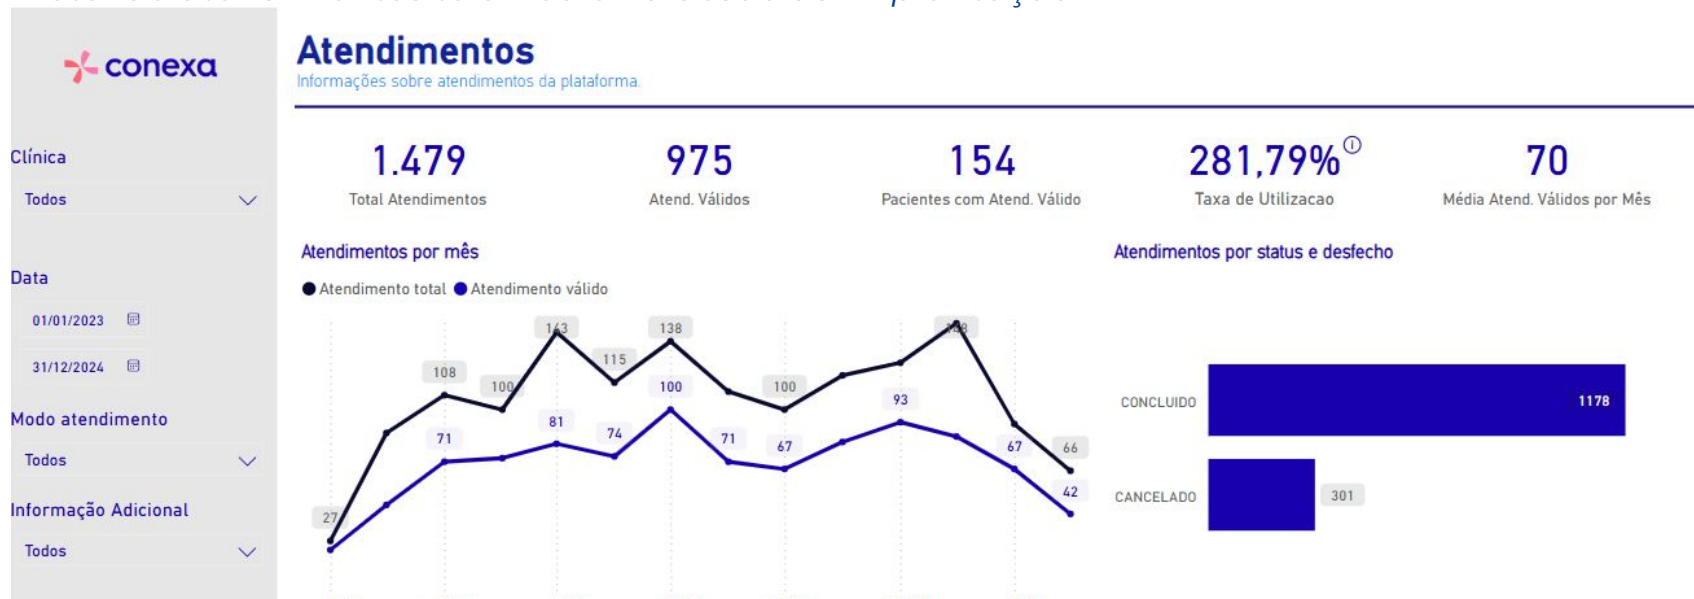 conexa
Clínica
Todos
Data
01/01/2023
31/12/2024
Modo atendimento
Todos
Informação Adicional
Todos
Atendimentos
Informações sobre atendimentos da plataforma.
1.479
Total Atendimentos
975
Atend. Válidos
154
Pacientes com Atend. Válido
281,79%
Taxa de Utilizacao
70
Média Atend. Válidos por Mês
Atendimentos por mês
Atendimento total Atendimento válido
143
138
115
108
100
100
100
93
81
74
71
71
67
67
66
42
27
148
Atendimentos por status e desfecho
CONCLUIDO 1178
CANCELADO 301